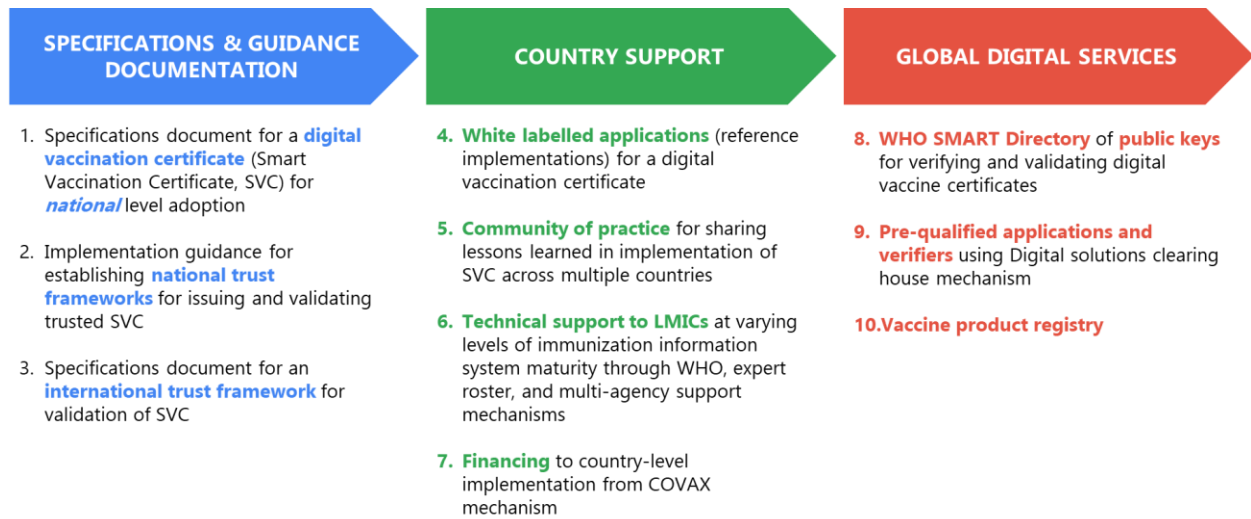 SPECIFICATIONS & GUIDANCE
DOCUMENTATION
1. Specifications document for a digital
vaccination certificate (Smart
Vaccination Certificate, SVC) for
national level adoption
2. Implementation guidance for
establishing national trust
frameworks for issuing and validating
trusted SVC
3. Specifications document for an
international trust framework for
validation of SVC
COUNTRY SUPPORT
4. White labelled applications (reference
implementations) for a digital
vaccination certificate
5. Community of practice for sharing
lessons learned in implementation of
SVC across multiple countries
6. Technical support to LMICs at varying
levels of immunization information
system maturity through WHO, expert
roster, and multi-agency support
mechanisms
7. Financing to country-level
implementation from COVAX
mechanism
GLOBAL DIGITAL SERVICES
8. WHO SMART Directory of public keys
for verifying and validating digital
vaccine certificates
9. Pre-qualified applications and
verifiers using Digital solutions clearing
house mechanism
10.Vaccine product registry